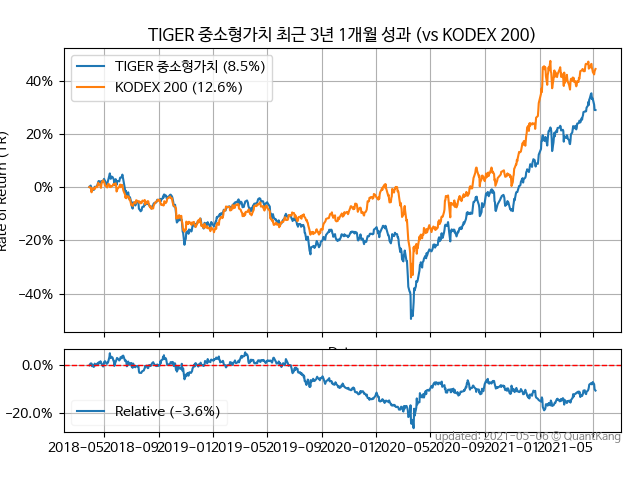 TIGER 중소형가치 최근 3년 1개월 성과 (vs KODEX 200)
TIGER 중소형가치 (8.5%)
KODEX 200 (12.6%)
Rate of Return (TR)
40%
20%
0%
−20%
−40%
0.0%
−20.0%
Relative (−3.6%)
2018-05 2018-09 2019-01 2019-05 2019-09 2020-01 2020-05 2020-09 2021-01 2021-05
updated: 2021-05-06 © QuantKang